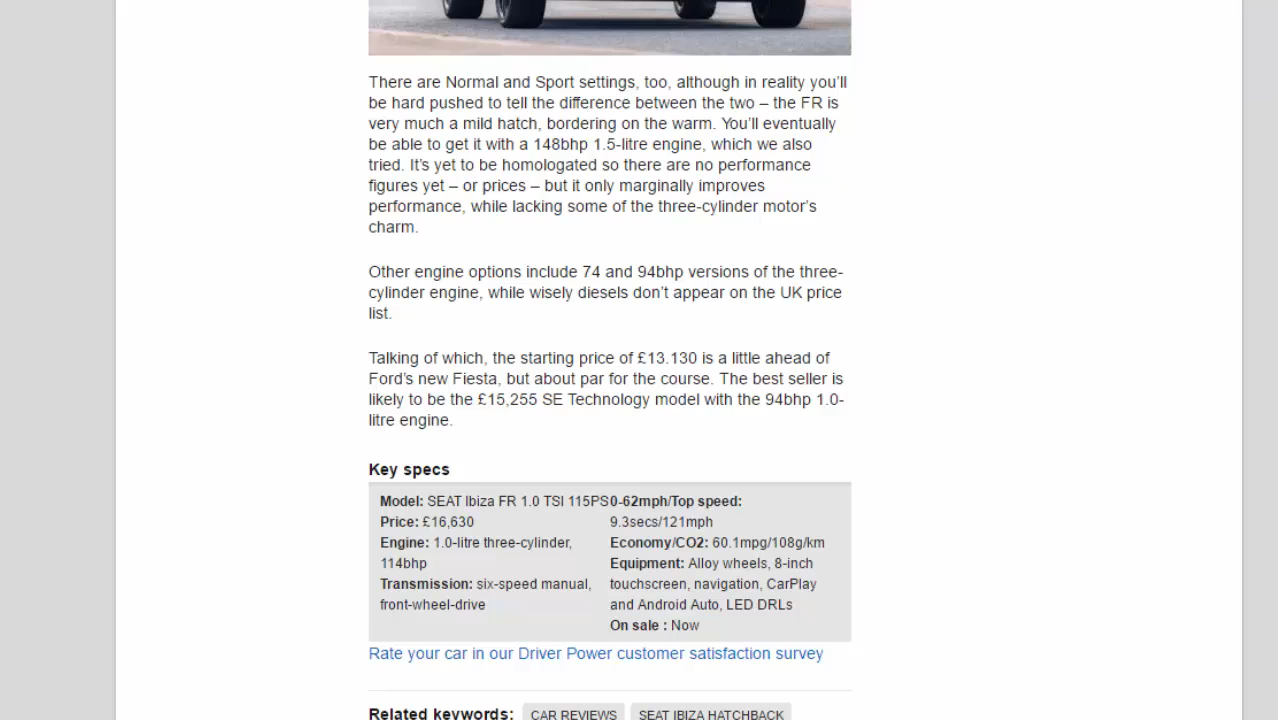 There are Normal and Sport settings, too, although in reality you'll
be hard pushed to tell the difference between the two – the FR is
very much a mild hatch, bordering on the warm. You'll eventually
be able to get it with a 148bhp 1.5-litre engine, which we also
tried. It's yet to be homologated so there are no performance
figures yet – or prices – but it only marginally improves
performance, while lacking some of the three-cylinder motor's
charm.
Other engine options include 74 and 94bhp versions of the three-
cylinder engine, while wisely diesels don't appear on the UK price
list.
Talking of which, the starting price of £13.130 is a little ahead of
Ford's new Fiesta, but about par for the course. The best seller is
likely to be the £15,255 SE Technology model with the 94bhp 1.0-
litre engine.
Key specs
Model: SEAT Ibiza FR 1.0 TSI 115PS
Price: £16,630
Engine: 1.0-litre three-cylinder,
114bhp
Transmission: six-speed manual,
front-wheel-drive
0-62mph/Top speed:
9.3secs/121mph
Economy/CO2: 60.1mpg/108g/km
Equipment: Alloy wheels, 8-inch
touchscreen, navigation, CarPlay
and Android Auto, LED DRLs
On sale : Now
Rate your car in our Driver Power customer satisfaction survey
Related keywords: CAR REVIEWS SEAT IBIZA HATCHBACK